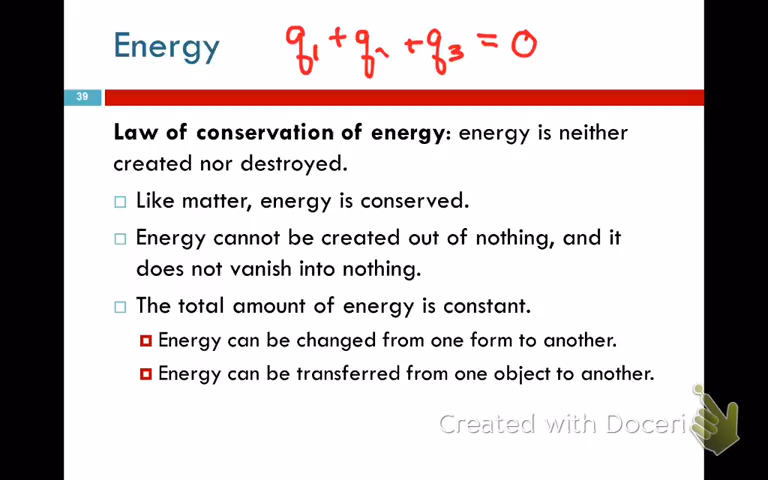 Energy q₁ + q₂ + q₃ = 0
39
Law of conservation of energy: energy is neither
created nor destroyed.
Like matter, energy is conserved.
Energy cannot be created out of nothing, and it
does not vanish into nothing.
The total amount of energy is constant.
Energy can be changed from one form to another.
Energy can be transferred from one object to another.
Created with Doceri